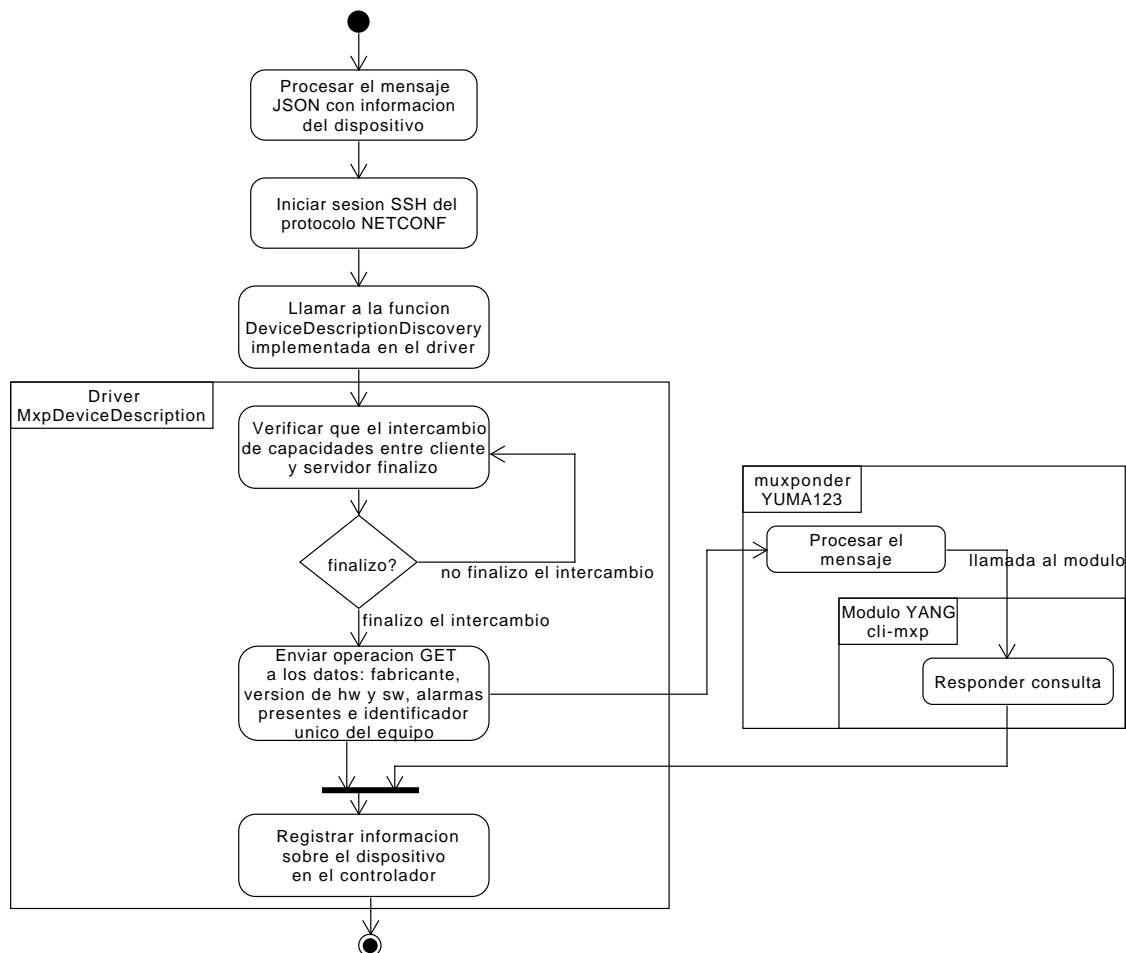 Procesar el mensaje
JSON con informacion
del dispositivo
Iniciar sesion SSH del
protocolo NETCONF
Llamar a la funcion
DeviceDescriptionDiscovery
implementada en el driver
Driver
MxpDeviceDescription
Verificar que el intercambio
de capacidades entre cliente
y servidor finalizo
finalizo?
no finalizo el intercambio
finalizo el intercambio
Enviar operacion GET
a los datos: fabricante,
version de hw y sw, alarmas
presentes e identificador
unico del equipo
muxponder
YUMA123
Procesar el
mensaje
llamada al modulo
Modulo YANG
cli-mxp
Responder consulta
Registrar informacion
sobre el dispositivo
en el controlador